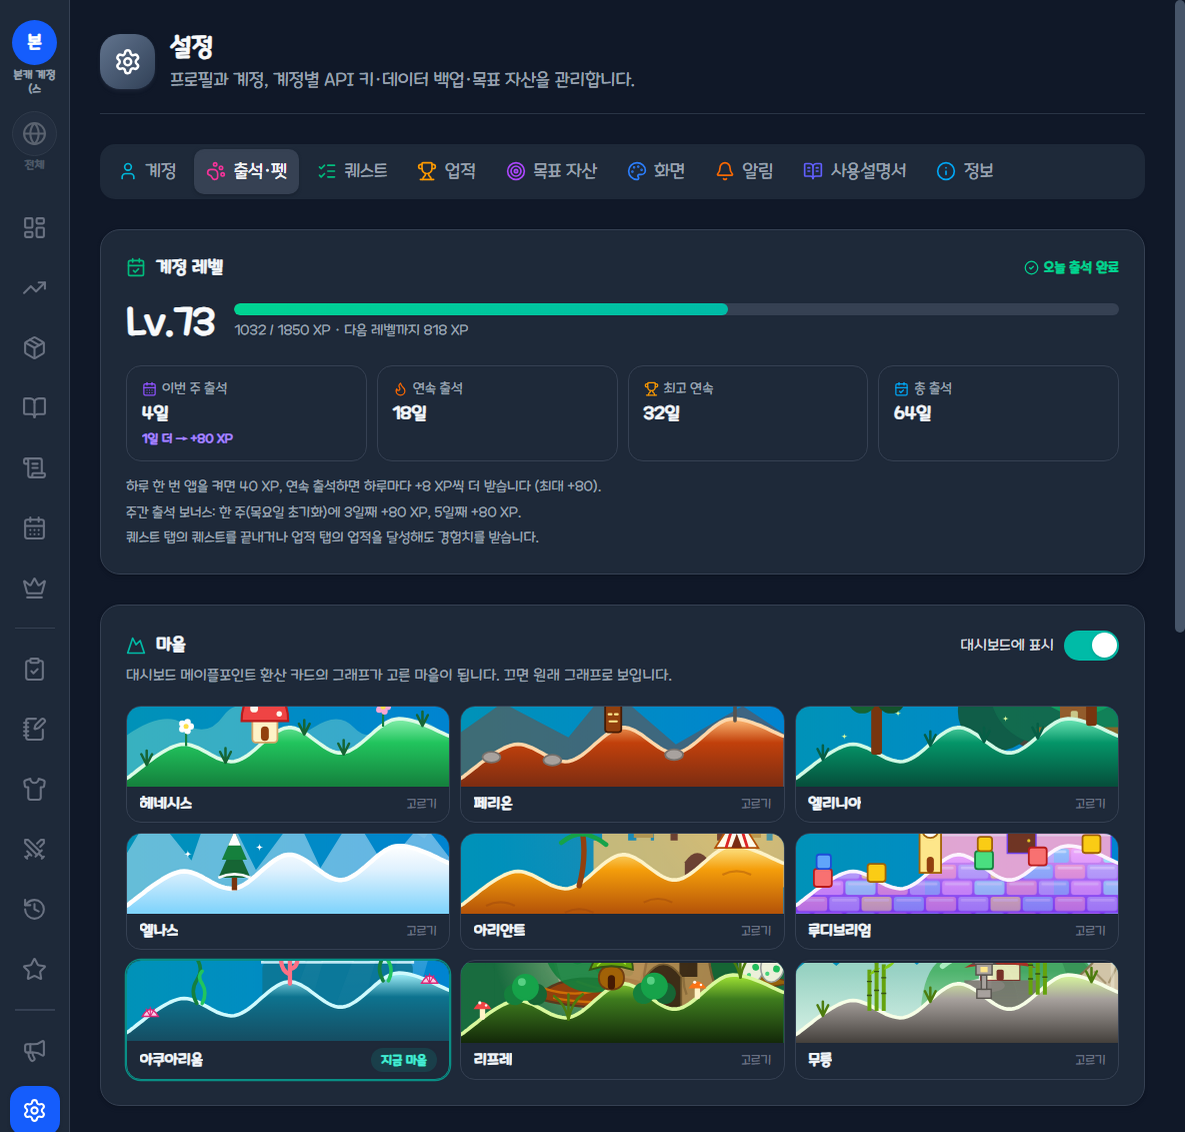 본
본캐 계정
(스
전체
설정
프로필과 계정, 계정별 API 키·데이터 백업·목표 자산을 관리합니다.
계정
출석·펫
퀘스트
업적
목표 자산
화면
알림
사용설명서
정보
계정 레벨
오늘 출석 완료
Lv.73
1032 / 1850 XP · 다음 레벨까지 818 XP
이번 주 출석
4일
1일 더 → +80 XP
연속 출석
18일
최고 연속
32일
총 출석
64일
하루 한 번 앱을 켜면 40 XP, 연속 출석하면 하루마다 +8 XP씩 더 받습니다 (최대 +80).
주간 출석 보너스: 한 주(목요일 초기화)에 3일째 +80 XP, 5일째 +80 XP.
퀘스트 탭의 퀘스트를 끝내거나 업적 탭의 업적을 달성해도 경험치를 받습니다.
마을
대시보드에 표시
대시보드 메이플포인트 환산 카드의 그래프가 고른 마을이 됩니다. 끄면 원래 그래프로 보입니다.
헤네시스
고르기
페리온
고르기
엘리니아
고르기
엘나스
고르기
아리안트
고르기
루디브리엄
고르기
아쿠아리움
지금 마을
리프레
고르기
무릉
고르기